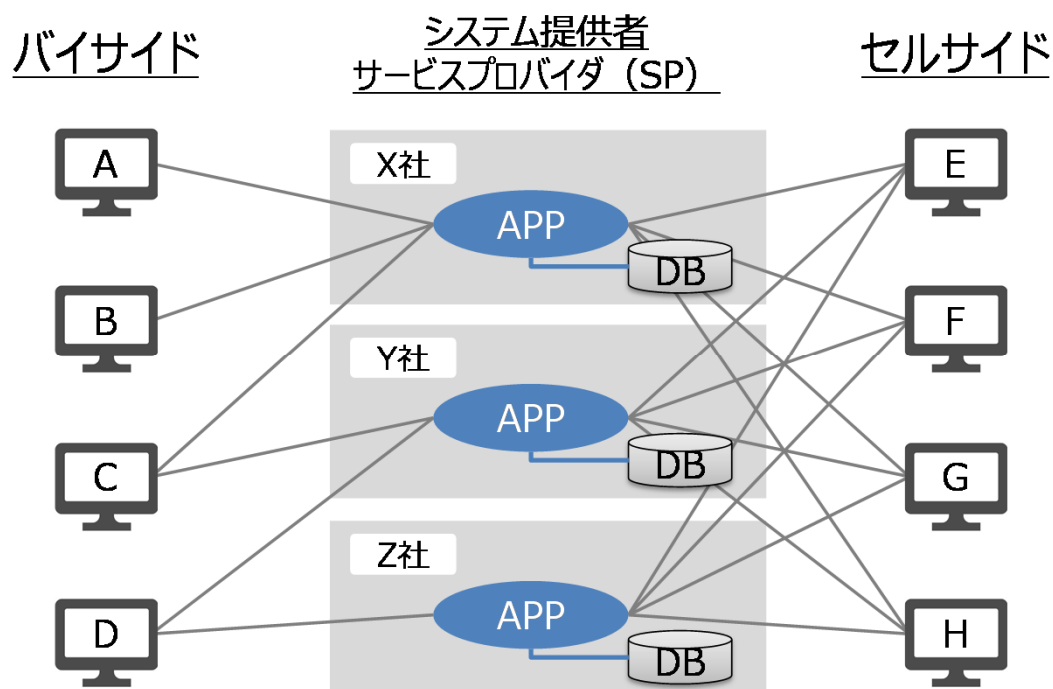 バイサイド
システム提供者
サービスプロバイダ（SP）
セルサイド
A
B
C
D
X社
APP
DB
Y社
APP
DB
Z社
APP
DB
E
F
G
H